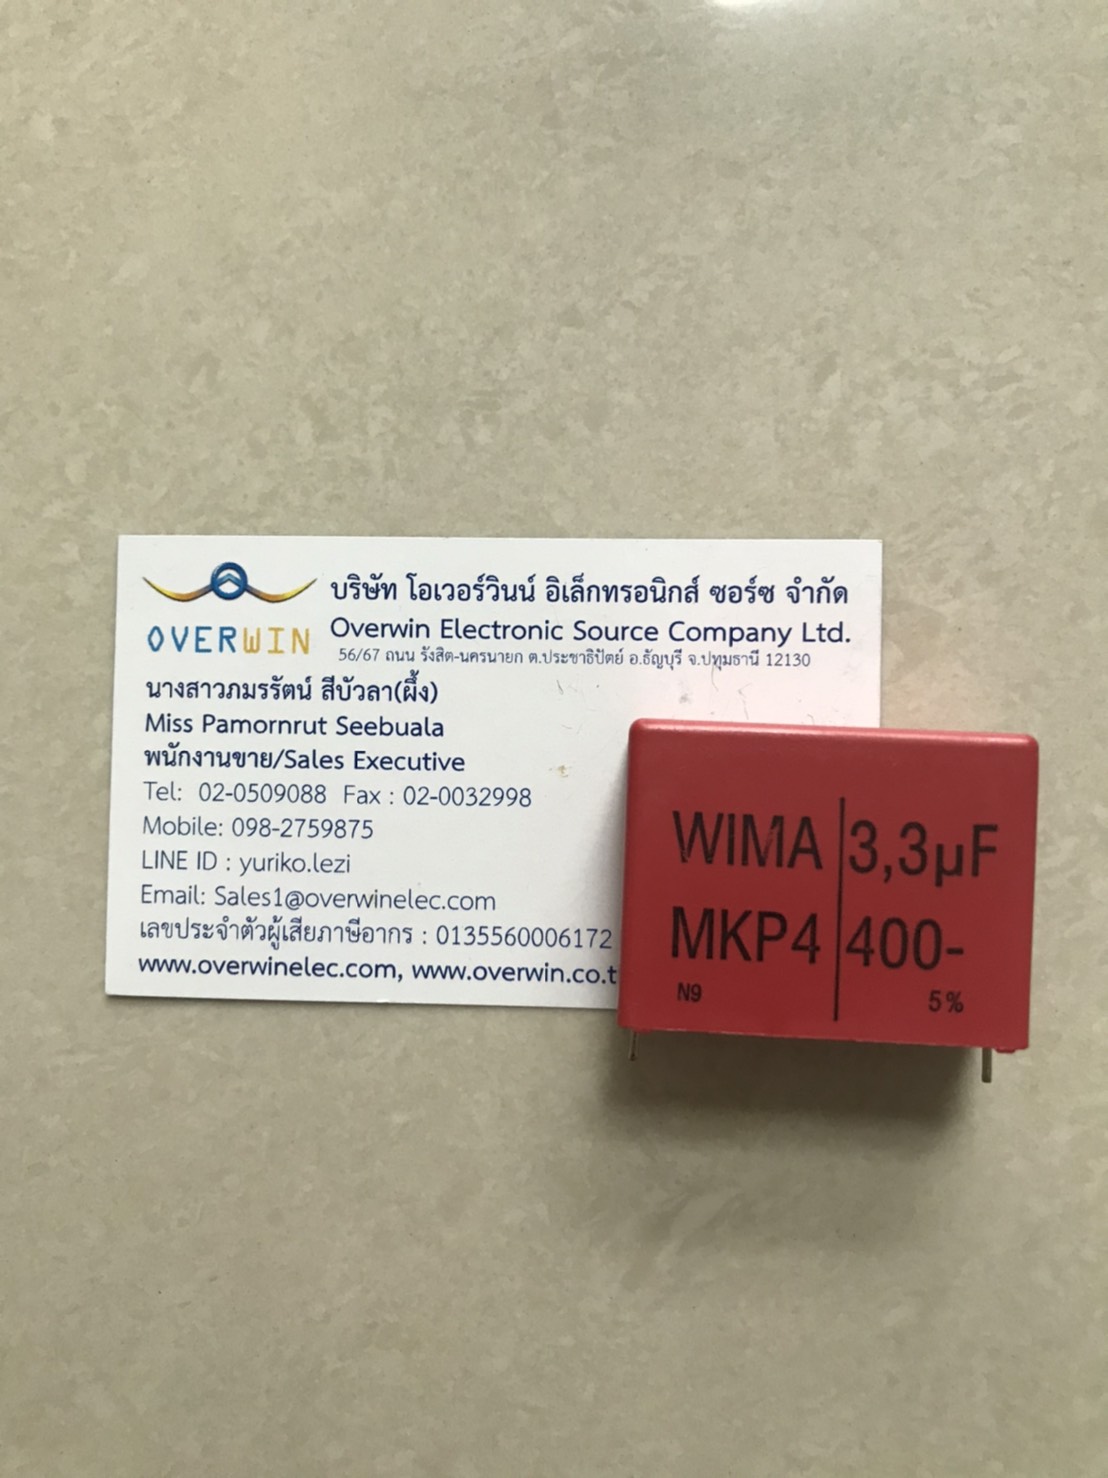 OVERWIN
บริษัท โอเวอร์วินน์ อิเล็กทรอนิกส์ ซอร์ซ จำกัด
Overwin Electronic Source Company Ltd.
56/67 ถนน รังสิต-นครนายก ต.ประชาธิปัตย์ อ.ธัญบุรี จ.ปทุมธานี 12130
นางสาวภมรรัตน์ สีบัวลา(ผึ้ง)
Miss Pamornrut Seebuala
พนักงานขาย/Sales Executive
Tel: 02-0509088 Fax : 02-0032998
Mobile: 098-2759875
LINE ID : yuriko.lezi
Email: Sales1@overwinelec.com
เลขประจำตัวผู้เสียภาษีอากร : 0135560006172
www.overwinelec.com, www.overwin.co.t
WIMA 3,3µF
MKP4 400-
N9 5%